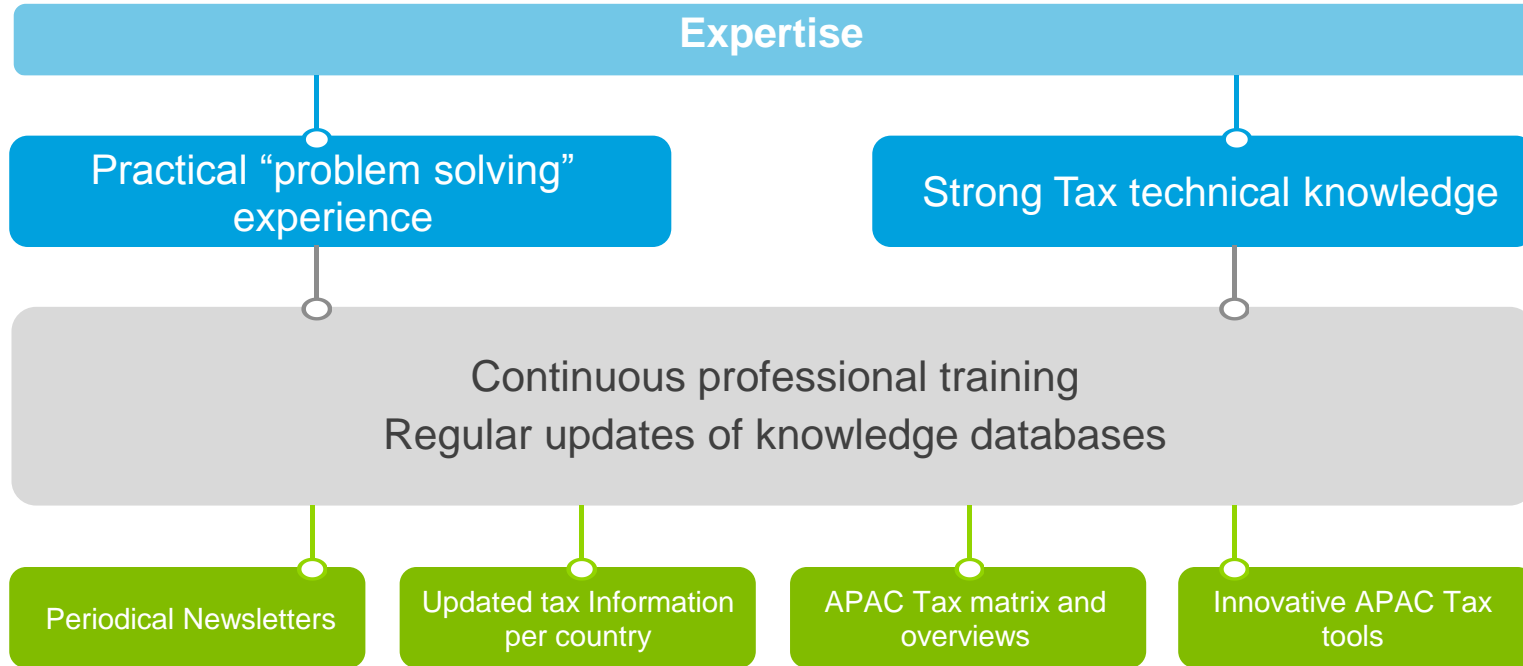 Expertise
Practical “problem solving”
experience
Strong Tax technical knowledge
Continuous professional training
Regular updates of knowledge databases
Periodical Newsletters
Updated tax Information
per country
APAC Tax matrix and
overviews
Innovative APAC Tax
tools